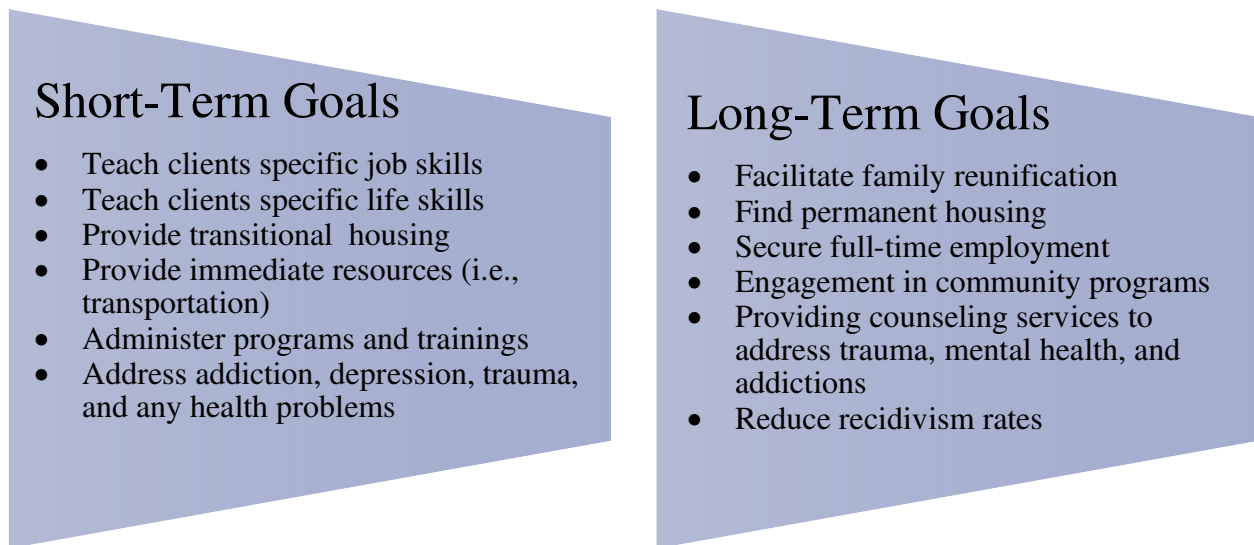 Short-Term Goals
• Teach clients specific job skills
• Teach clients specific life skills
• Provide transitional housing
• Provide immediate resources (i.e.,
transportation)
• Administer programs and trainings
• Address addiction, depression, trauma,
and any health problems
Long-Term Goals
• Facilitate family reunification
• Find permanent housing
• Secure full-time employment
• Engagement in community programs
• Providing counseling services to
address trauma, mental health, and
addictions
• Reduce recidivism rates